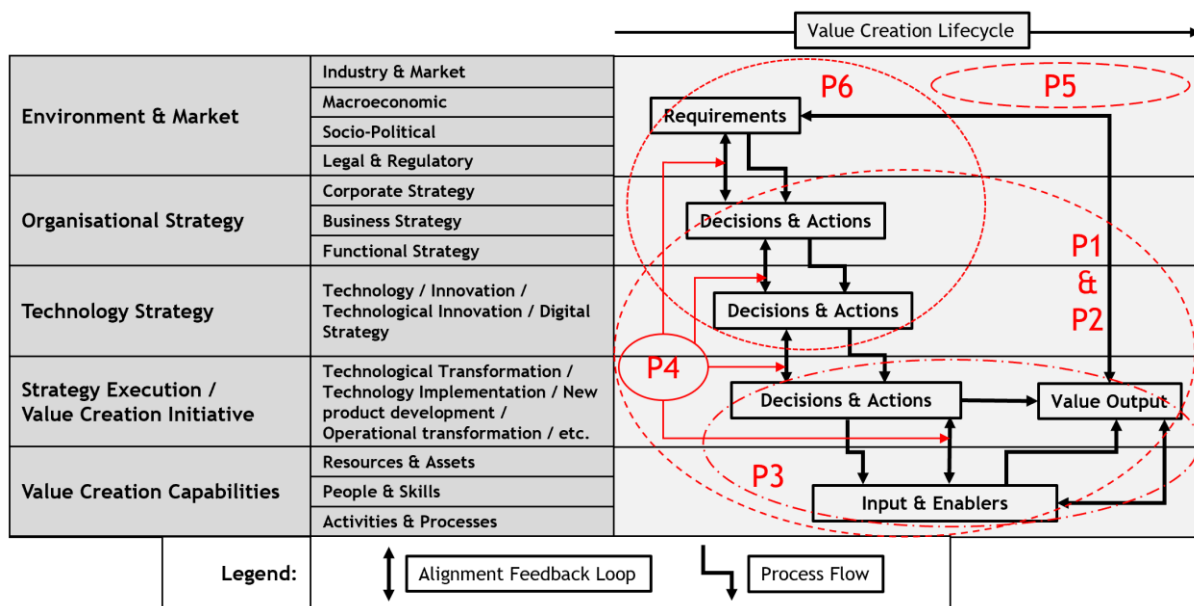 Value Creation Lifecycle
Environment & Market
Industry & Market
Macroeconomic
Socio-Political
Legal & Regulatory
Requirements
P6
P5
Organisational Strategy
Corporate Strategy
Business Strategy
Functional Strategy
Decisions & Actions
P1
&
P2
Technology Strategy
Technology / Innovation /
Technological Innovation / Digital
Strategy
Decisions & Actions
P4
Strategy Execution /
Value Creation Initiative
Technological Transformation /
Technology Implementation / New
product development /
Operational transformation / etc.
Decisions & Actions
Value Output
Value Creation Capabilities
Resources & Assets
People & Skills
Activities & Processes
P3
Input & Enablers
Legend:
Alignment Feedback Loop
Process Flow